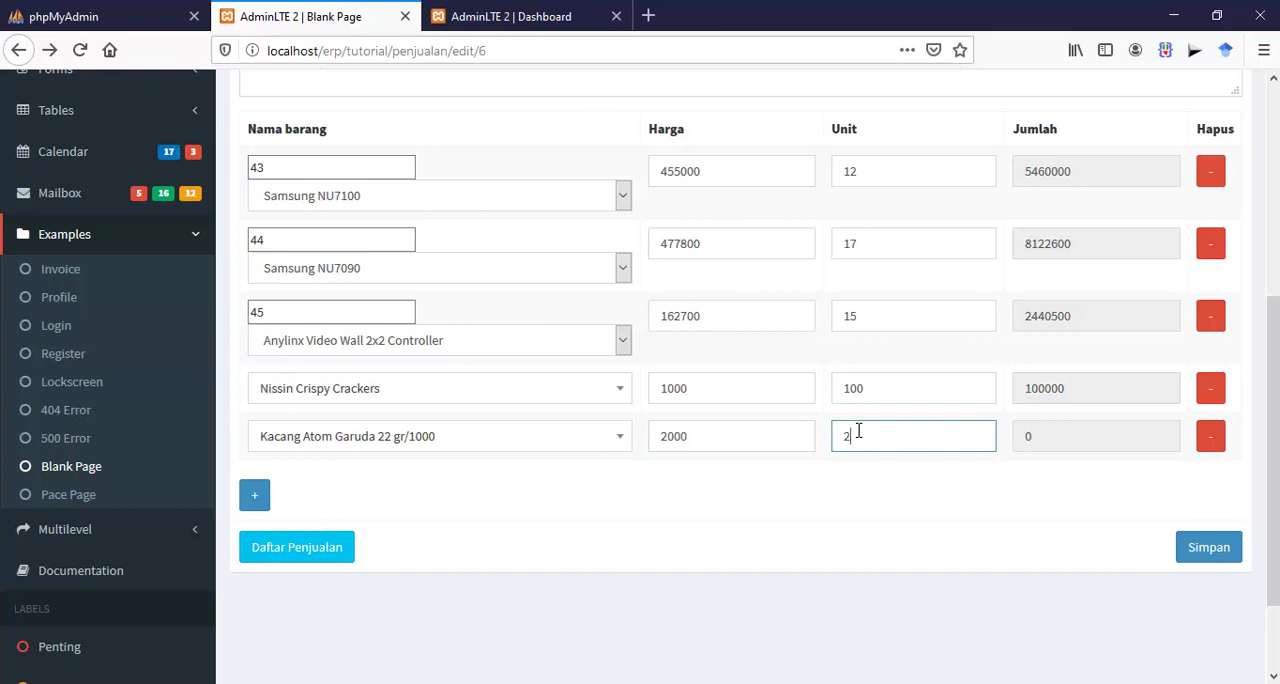 phpMyAdmin
AdminLTE 2 | Blank Page
AdminLTE 2 | Dashboard
localhost/erp/tutorial/penjualan/edit/6
Forms
Tables
Calendar 17 3
Mailbox 5 16 12
Examples
Invoice
Profile
Login
Register
Lockscreen
404 Error
500 Error
Blank Page
Pace Page
Multilevel
Documentation
LABELS
Penting
Nama barang Harga Unit Jumlah Hapus
43
Samsung NU7100 455000 12 5460000 -
44
Samsung NU7090 477800 17 8122600 -
45
Anylinx Video Wall 2x2 Controller 162700 15 2440500 -
Nissin Crispy Crackers 1000 100 100000 -
Kacang Atom Garuda 22 gr/1000 2000 2 0 -
+
Daftar Penjualan Simpan